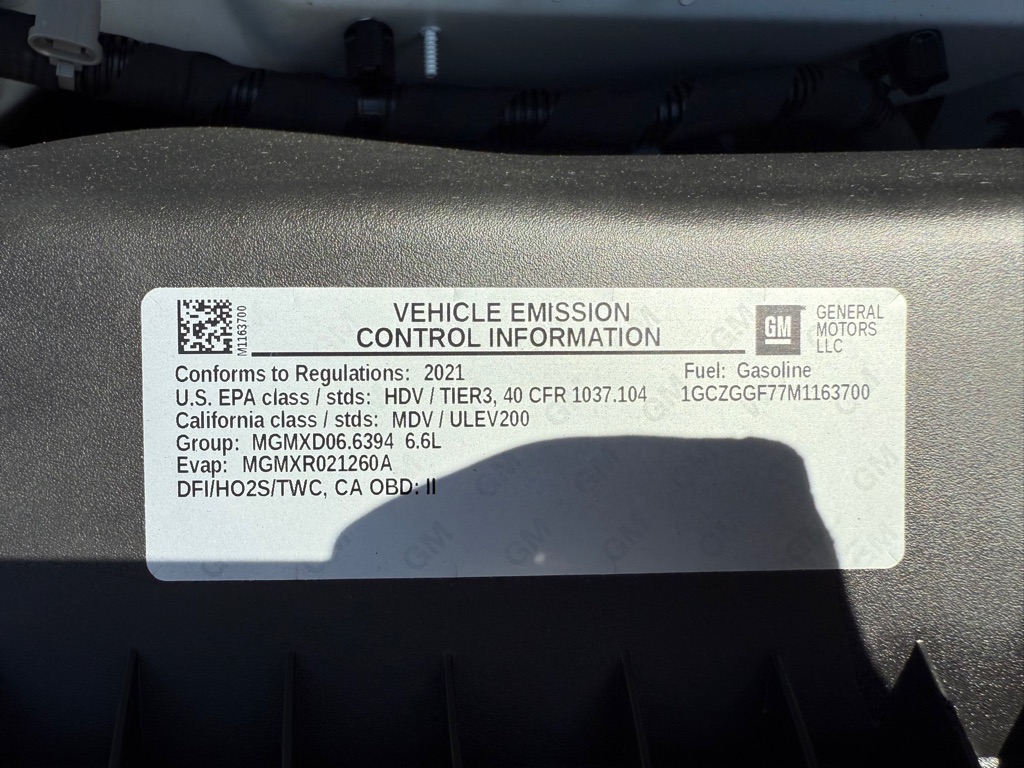 M1163700
VEHICLE EMISSION
CONTROL INFORMATION
GM
GENERAL
MOTORS
LLC
Conforms to Regulations: 2021
Fuel: Gasoline
U.S. EPA class / stds: HDV / TIER3, 40 CFR 1037.104
1GCZGGF77M1163700
California class / stds: MDV / ULEV200
Group: MGMXD06.6394 6.6L
Evap: MGMXR021260A
DFI/HO2S/TWC, CA OBD: II